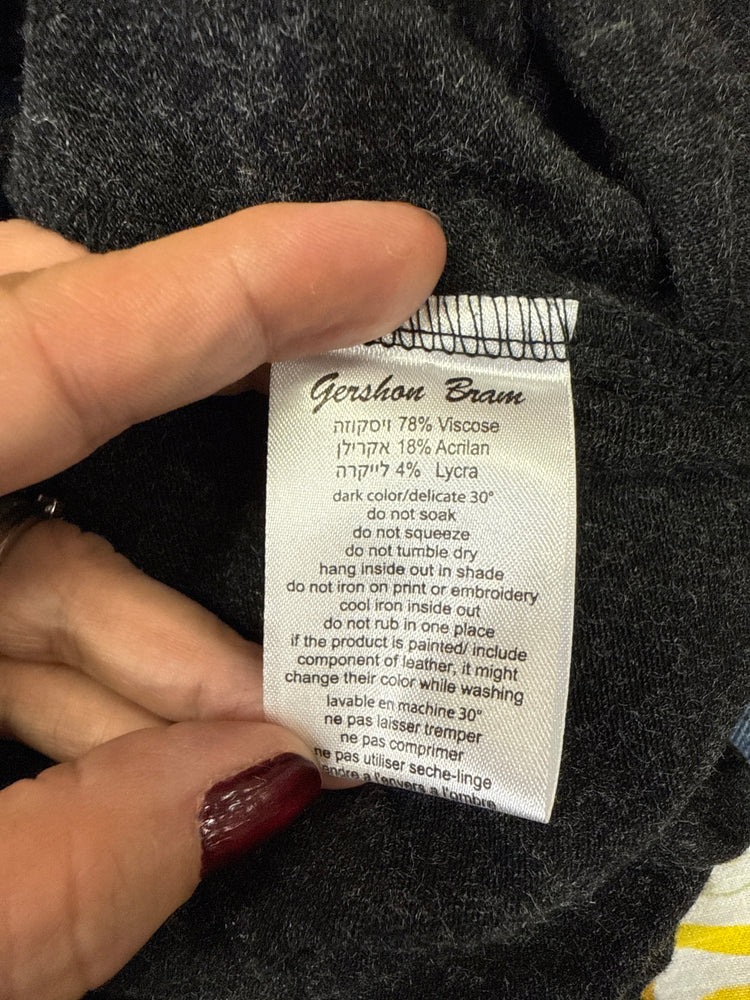 Gershon Bram
ויסקוזה 78% Viscose
אקרילן 18% Acrilan
לייקרה 4% Lycra
dark color/delicate 30°
do not soak
do not squeeze
do not tumble dry
hang inside out in shade
do not iron on print or embroidery
cool iron inside out
do not rub in one place
if the product is painted/ include
component of leather, it might
change their color while washing
lavable en machine 30°
ne pas laisser tremper
ne pas comprimer
ne pas utiliser seche-linge
a l'envers a l'ombre